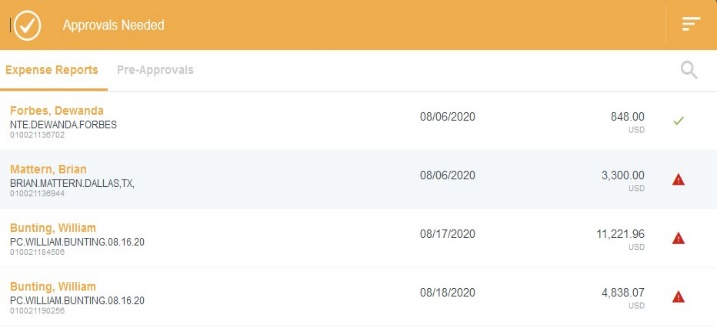 Approvals Needed
Expense Reports Pre-Approvals
Forbes, Dewanda 08/06/2020 848.00
NTE.DEWANDA.FORBES USD
010021136702
Mattern, Brian 08/06/2020 3,300.00
BRIAN.MATTERN.DALLAS,TX, USD
010021136944
Bunting, William 08/17/2020 11,221.96
PC.WILLIAM.BUNTING.08.16.20 USD
010021184506
Bunting, William 08/18/2020 4,838.07
PC.WILLIAM.BUNTING.08.16.20 USD
010021190256